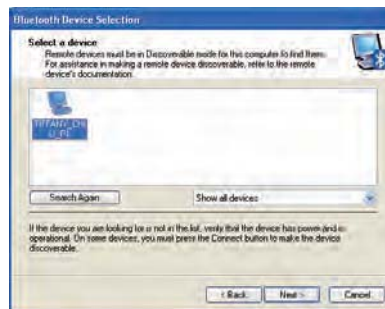 Bluetooth Device Selection
Select a device
Remote devices must be in Discoverable mode for this computer to find them.
For assistance in making a remote device discoverable, refer to the remote
device's documentation.
TIFFANY_CHI
U_PC
Search Again
Show all devices
If the device you are looking for is not in the list, verify that the device has power and is
operational. On some devices, you must press the Connect button to make the device
discoverable.
< Back
Next >
Cancel